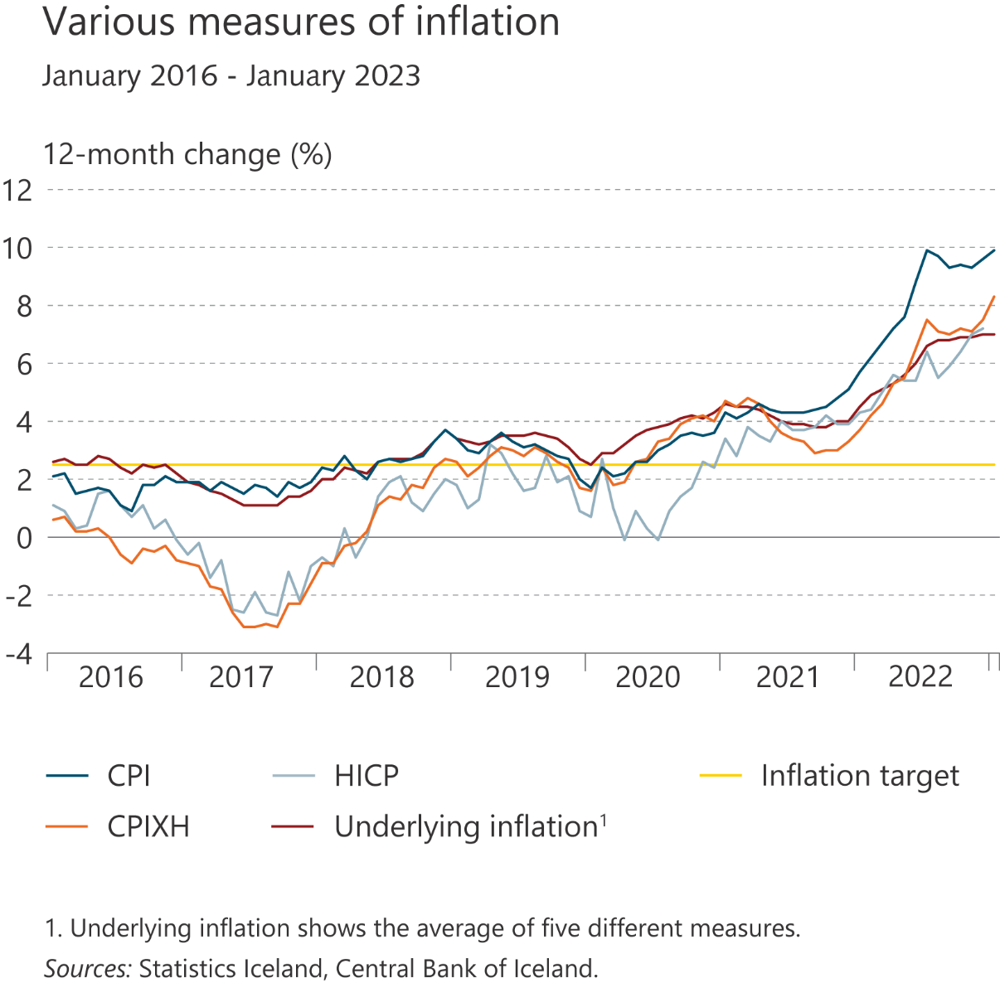 Various measures of inflation
January 2016 - January 2023
12-month change (%)
12
10
8
6
4
2
0
-2
-4
2016 2017 2018 2019 2020 2021 2022
CPI HICP Inflation target
CPIXH Underlying inflation¹
1. Underlying inflation shows the average of five different measures.
Sources: Statistics Iceland, Central Bank of Iceland.